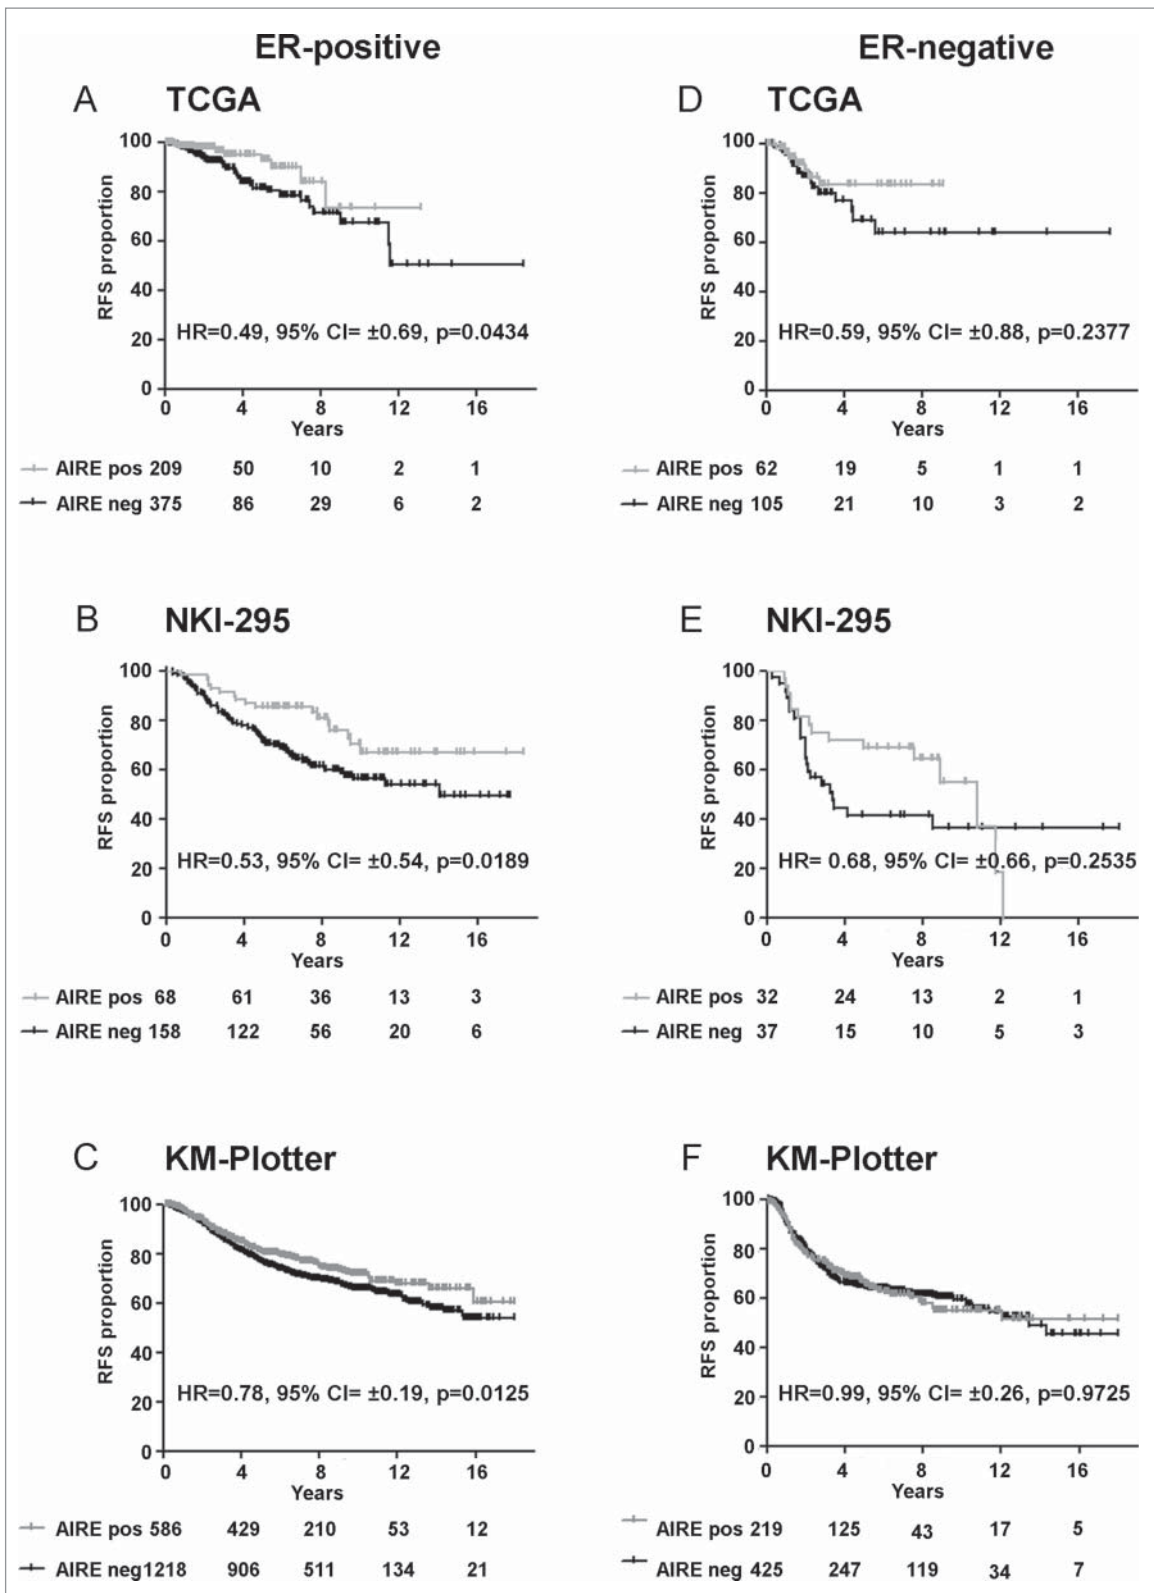 ER-positive
ER-negative
A TCGA
100
80
60
40
20
0
RFS proportion
HR=0.49, 95% CI= ±0.69, p=0.0434
0 4 8 12 16
Years
AIRE pos 209 50 10 2 1
AIRE neg 375 86 29 6 2
D TCGA
100
80
60
40
20
0
RFS proportion
HR=0.59, 95% CI= ±0.88, p=0.2377
0 4 8 12 16
Years
AIRE pos 62 19 5 1 1
AIRE neg 105 21 10 3 2
B NKI-295
100
80
60
40
20
0
RFS proportion
HR=0.53, 95% CI= ±0.54, p=0.0189
0 4 8 12 16
Years
AIRE pos 68 61 36 13 3
AIRE neg 158 122 56 20 6
E NKI-295
100
80
60
40
20
0
RFS proportion
HR= 0.68, 95% CI= ±0.66, p=0.2535
0 4 8 12 16
Years
AIRE pos 32 24 13 2 1
AIRE neg 37 15 10 5 3
C KM-Plotter
100
80
60
40
20
0
RFS proportion
HR=0.78, 95% CI= ±0.19, p=0.0125
0 4 8 12 16
Years
AIRE pos 586 429 210 53 12
AIRE neg 1218 906 511 134 21
F KM-Plotter
100
80
60
40
20
0
RFS proportion
HR=0.99, 95% CI= ±0.26, p=0.9725
0 4 8 12 16
Years
AIRE pos 219 125 43 17 5
AIRE neg 425 247 119 34 7